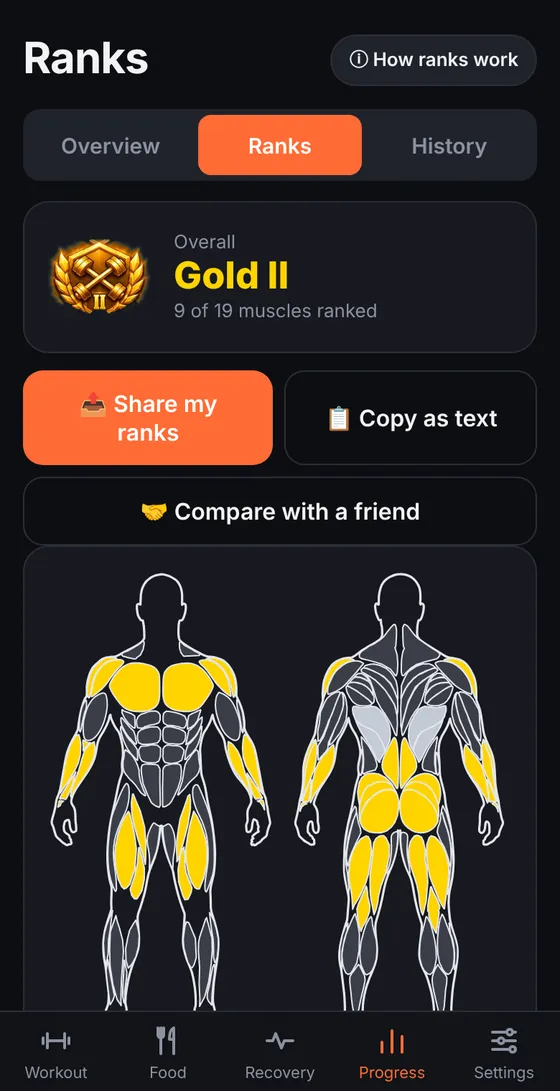 Ranks
ⓘ How ranks work
Overview
Ranks
History
Overall
Gold II
9 of 19 muscles ranked
II
📤 Share my
ranks
📋 Copy as text
🤝 Compare with a friend
Workout
Food
Recovery
Progress
Settings